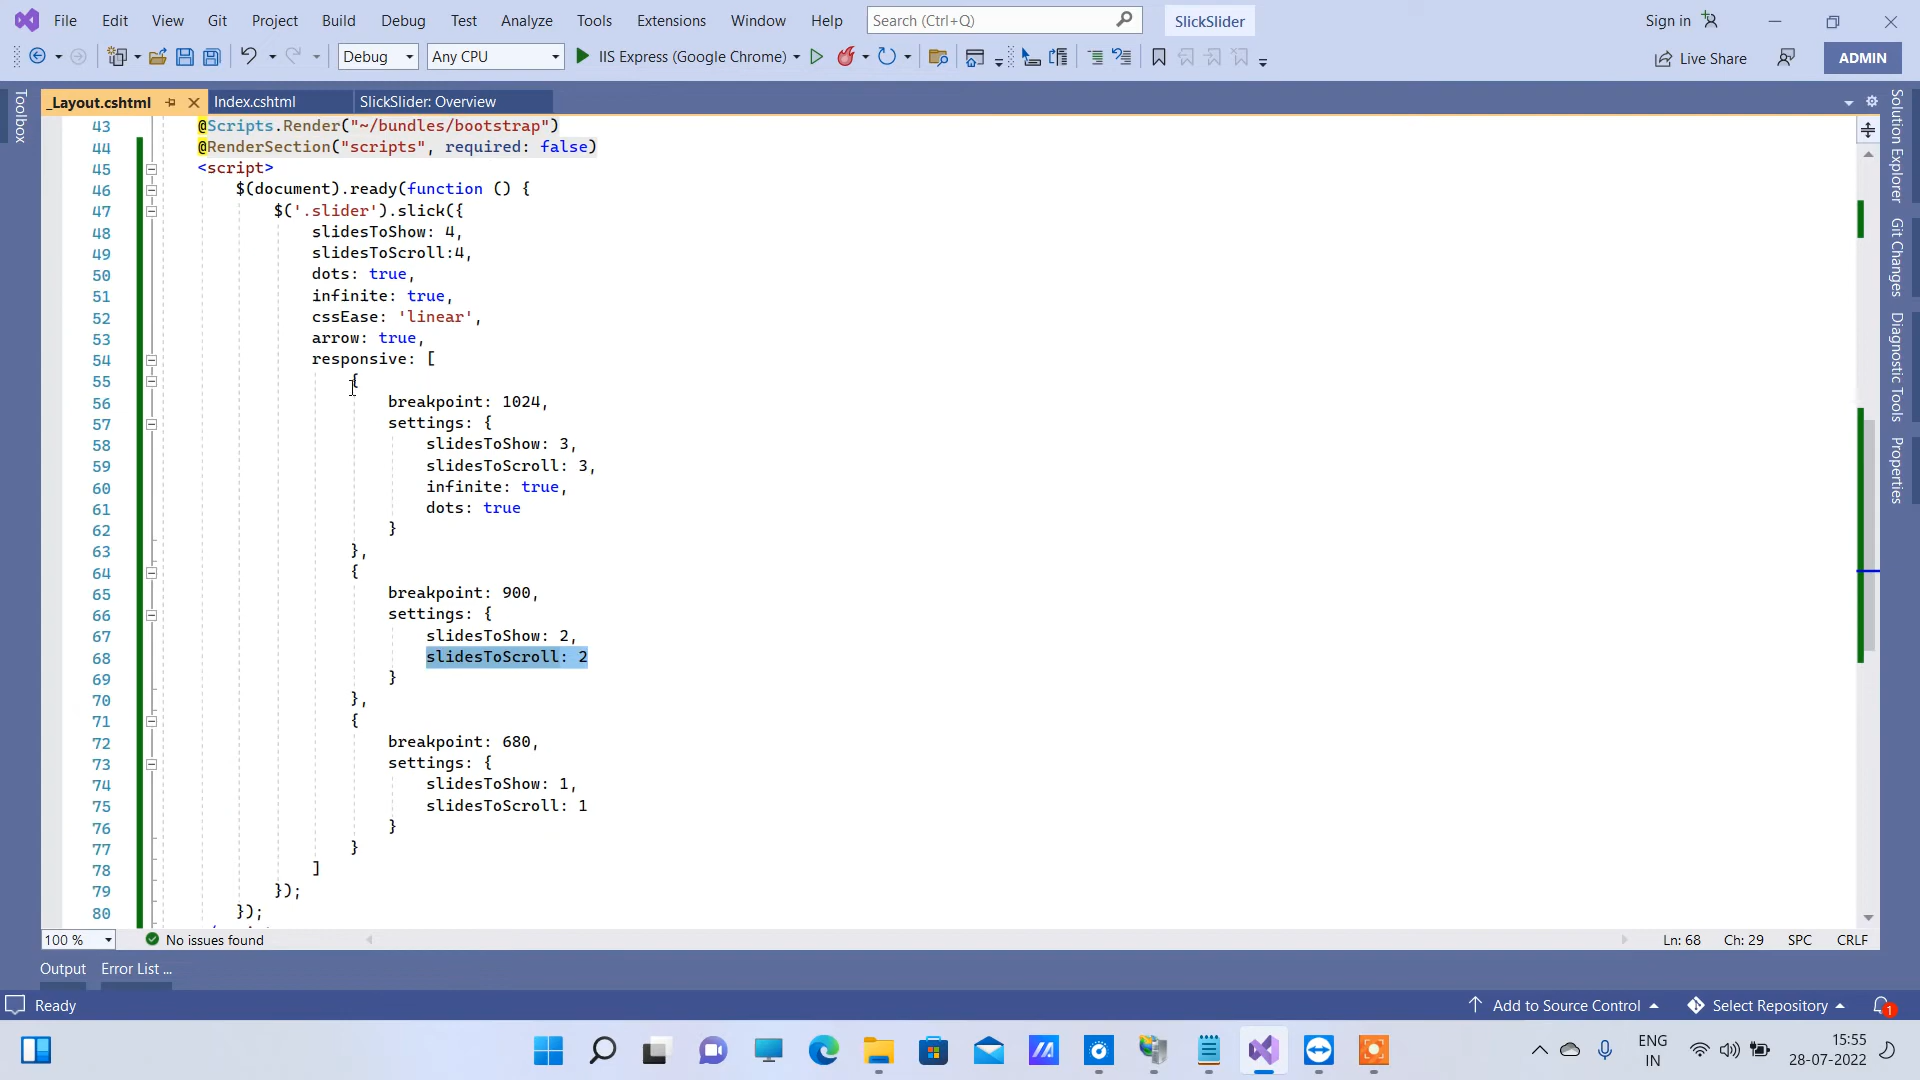 File Edit View Git Project Build Debug Test Analyze Tools Extensions Window Help Search (Ctrl+Q) SlickSlider Sign in
Debug Any CPU IIS Express (Google Chrome) Live Share ADMIN
_Layout.cshtml Index.cshtml SlickSlider: Overview
Toolbox
Solution Explorer
Git Changes
Diagnostic Tools
Properties
43 @Scripts.Render("~/bundles/bootstrap")
44 @RenderSection("scripts", required: false)
45 <script>
46 $(document).ready(function () {
47 $('.slider').slick({
48 slidesToShow: 4,
49 slidesToScroll:4,
50 dots: true,
51 infinite: true,
52 cssEase: 'linear',
53 arrow: true,
54 responsive: [
55 {
56 breakpoint: 1024,
57 settings: {
58 slidesToShow: 3,
59 slidesToScroll: 3,
60 infinite: true,
61 dots: true
62 }
63 },
64 {
65 breakpoint: 900,
66 settings: {
67 slidesToShow: 2,
68 slidesToScroll: 2
69 }
70 },
71 {
72 breakpoint: 680,
73 settings: {
74 slidesToShow: 1,
75 slidesToScroll: 1
76 }
77 }
78 ]
79 });
80 });
100 % No issues found Ln: 68 Ch: 29 SPC CRLF
Output Error List ...
Ready Add to Source Control Select Repository 1
ENG
IN
15:55
28-07-2022